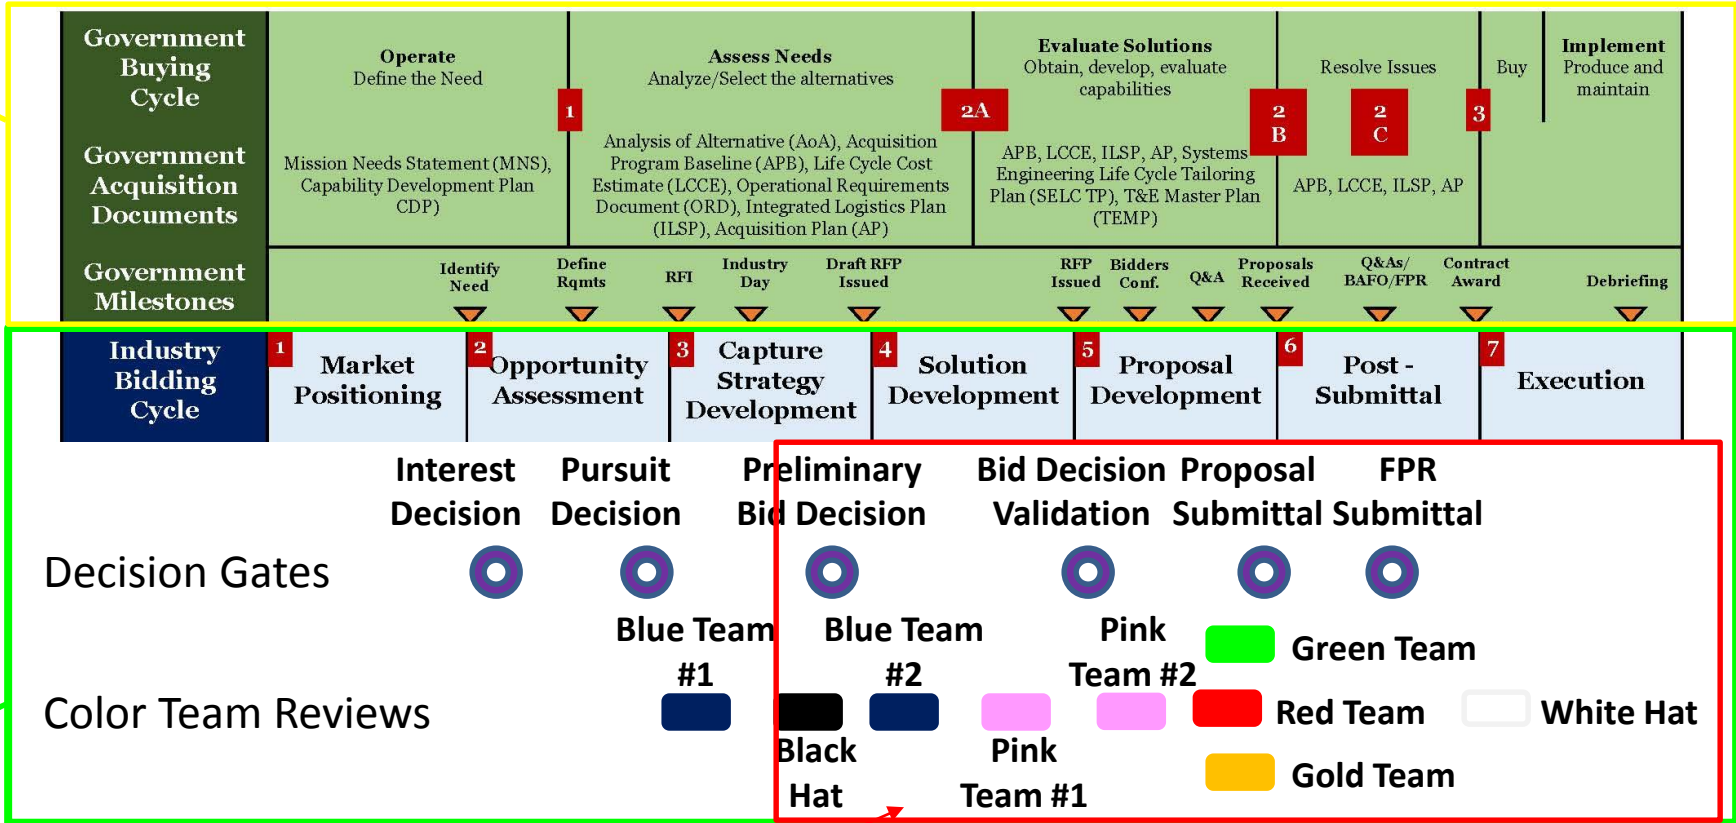 Government
Buying
Cycle
Operate
Define the Need
Assess Needs
Analyze/Select the alternatives
Evaluate Solutions
Obtain, develop, evaluate
capabilities
Resolve Issues
Buy
Implement
Produce and
maintain
1
2A
2
B
2
C
3
Government
Acquisition
Documents
Mission Needs Statement (MNS),
Capability Development Plan
CDP)
Analysis of Alternative (AoA), Acquisition
Program Baseline (APB), Life Cycle Cost
Estimate (LCCE), Operational Requirements
Document (ORD), Integrated Logistics Plan
(ILSP), Acquisition Plan (AP)
APB, LCCE, ILSP, AP, Systems
Engineering Life Cycle Tailoring
Plan (SELC TP), T&E Master Plan
(TEMP)
APB, LCCE, ILSP, AP
Government
Milestones
Identify
Need
Define
Rqmts
RFI
Industry
Day
Draft RFP
Issued
RFP
Issued
Bidders
Conf.
Q&A
Proposals
Received
Q&As/
BAFO/FPR
Contract
Award
Debriefing
Industry
Bidding
Cycle
1
Market
Positioning
2
Opportunity
Assessment
3
Capture
Strategy
Development
4
Solution
Development
5
Proposal
Development
6
Post -
Submittal
7
Execution
Interest
Decision
Pursuit
Decision
Preliminary
Bid Decision
Bid Decision
Validation
Proposal
Submittal
FPR
Submittal
Decision Gates
Blue Team
#1
Blue Team
#2
Pink
Team #2
Green Team
Color Team Reviews
Red Team
White Hat
Black
Hat
Pink
Team #1
Gold Team